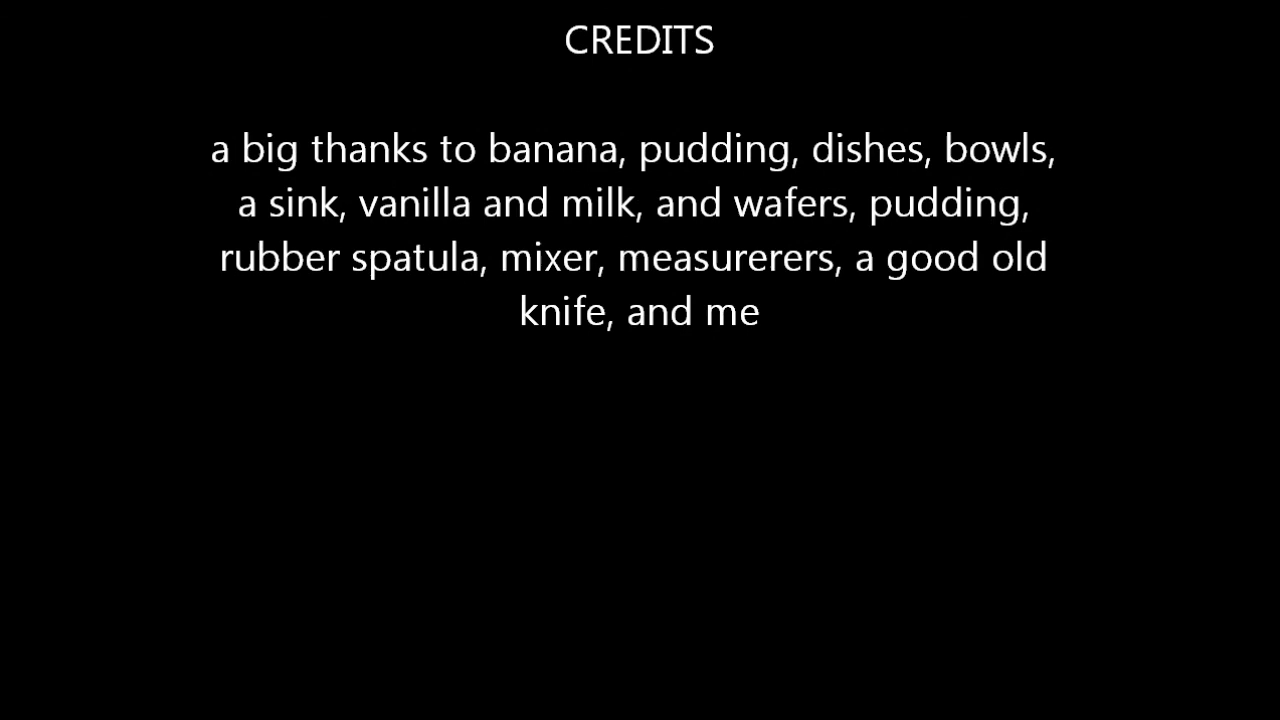 CREDITS
a big thanks to banana, pudding, dishes, bowls,
a sink, vanilla and milk, and wafers, pudding,
rubber spatula, mixer, measurerers, a good old
knife, and me